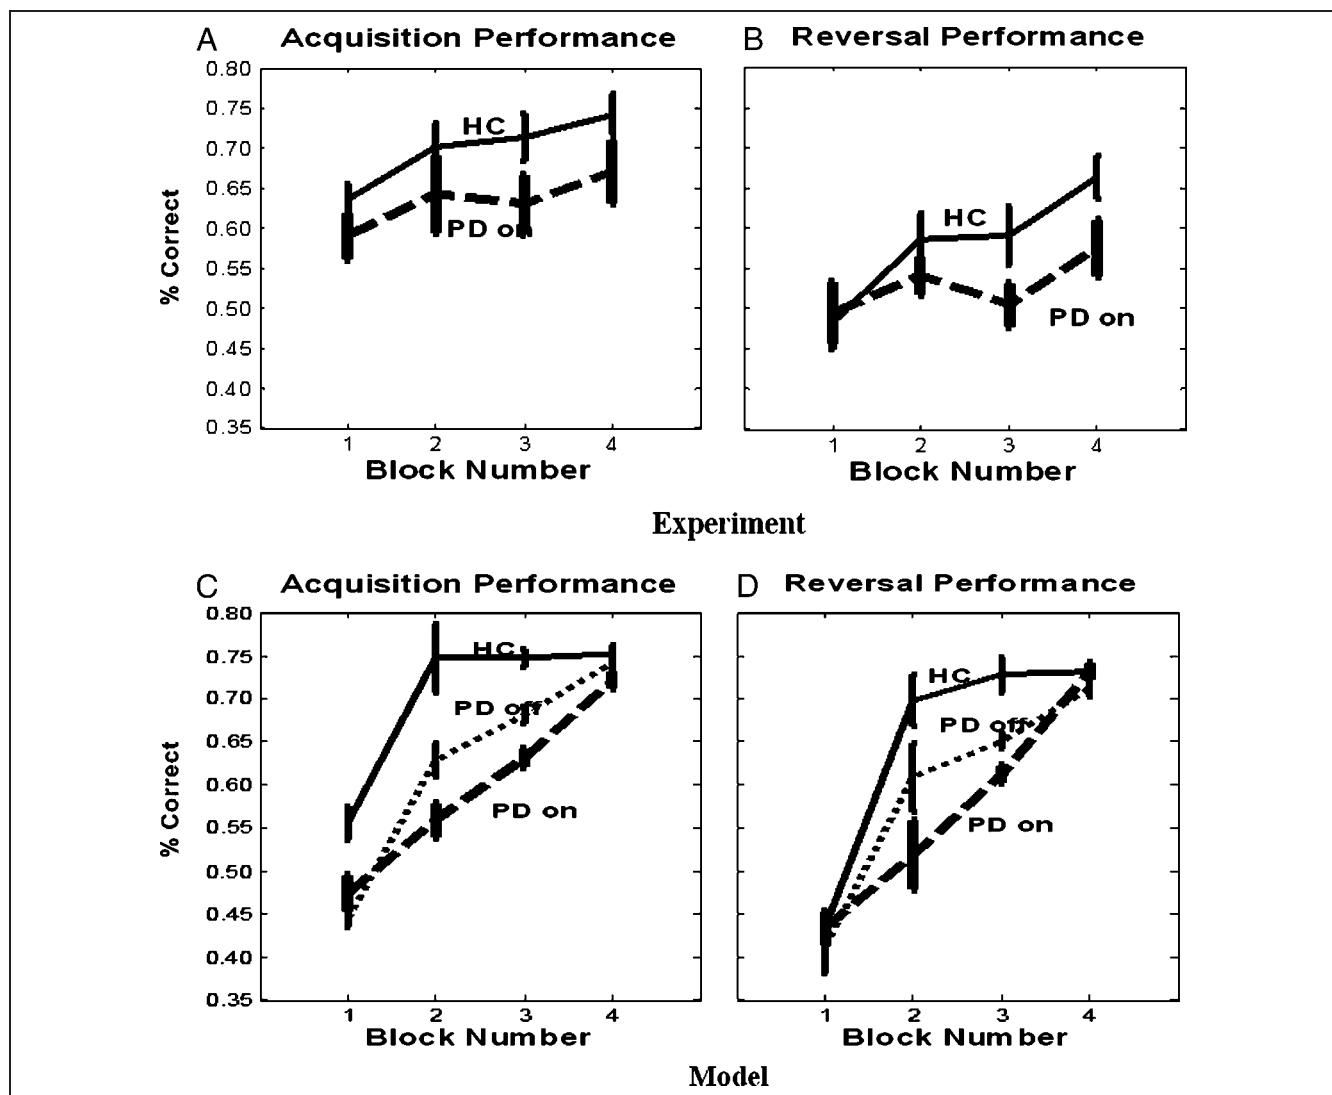 A Acquisition Performance
0.80
0.75
0.70
0.65
0.60
0.55
0.50
0.45
0.40
0.35
% Correct
HC
PD on
1 2 3 4
Block Number
B Reversal Performance
HC
PD on
1 2 3 4
Block Number
Experiment
C Acquisition Performance
0.80
0.75
0.70
0.65
0.60
0.55
0.50
0.45
0.40
0.35
% Correct
HC
PD off
PD on
1 2 3 4
Block Number
D Reversal Performance
HC
PD off
PD on
1 2 3 4
Block Number
Model